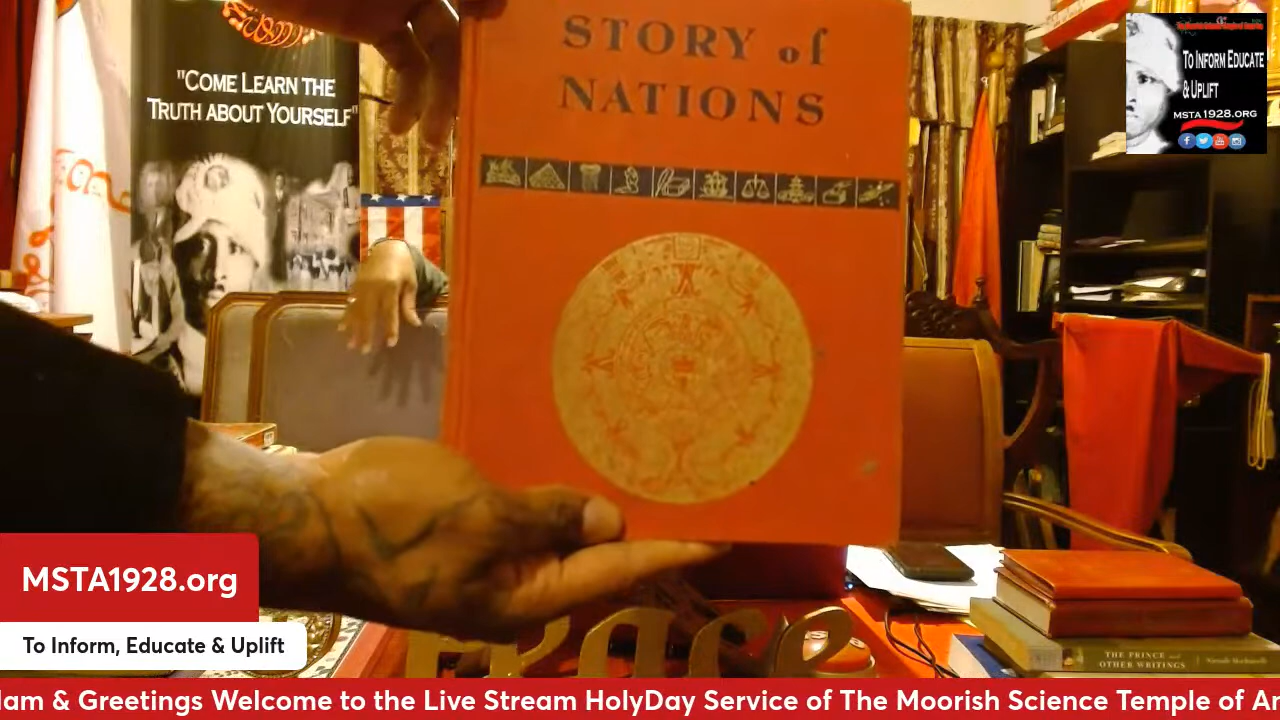 STORY of
NATIONS
"COME LEARN THE
TRUTH ABOUT YOURSELF"
TO INFORM EDUCATE
& UPLIFT
MSTA1928.ORG
MSTA1928.org
To Inform, Educate & Uplift
THE PRINCE and
OTHER WRITINGS
Peace
& Greetings Welcome to the Live Stream HolyDay Service of The Moorish Science Temple of